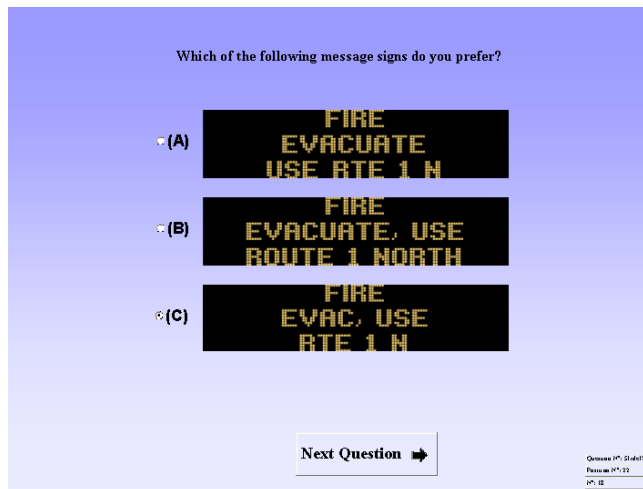 Which of the following message signs do you prefer?
(A)
FIRE
EVACUATE
USE RTE 1 N
(B)
FIRE
EVACUATE, USE
ROUTE 1 NORTH
(C)
FIRE
EVAC, USE
RTE 1 N
Next Question